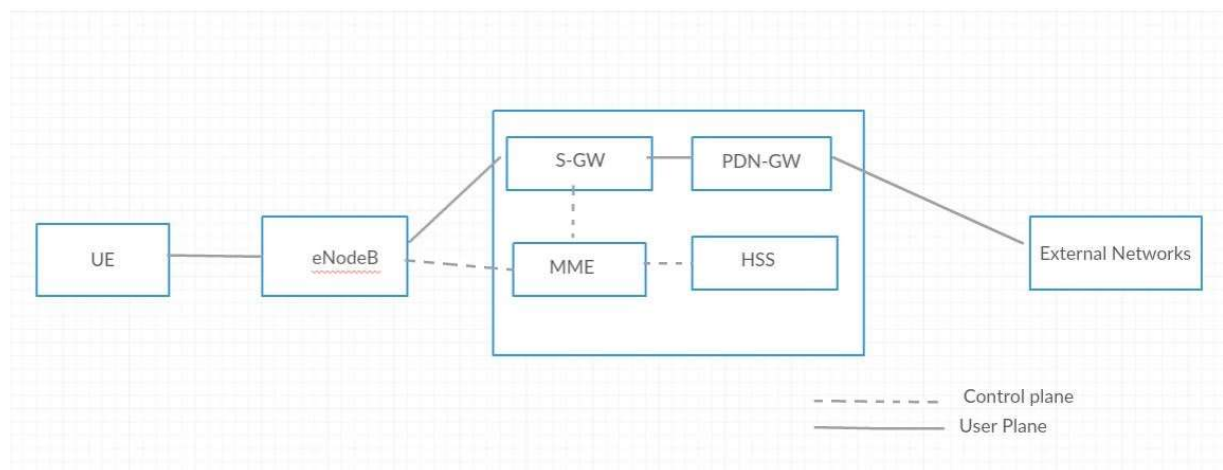 S-GW
PDN-GW
UE
eNodeB
MME
HSS
External Networks
Control plane
User Plane